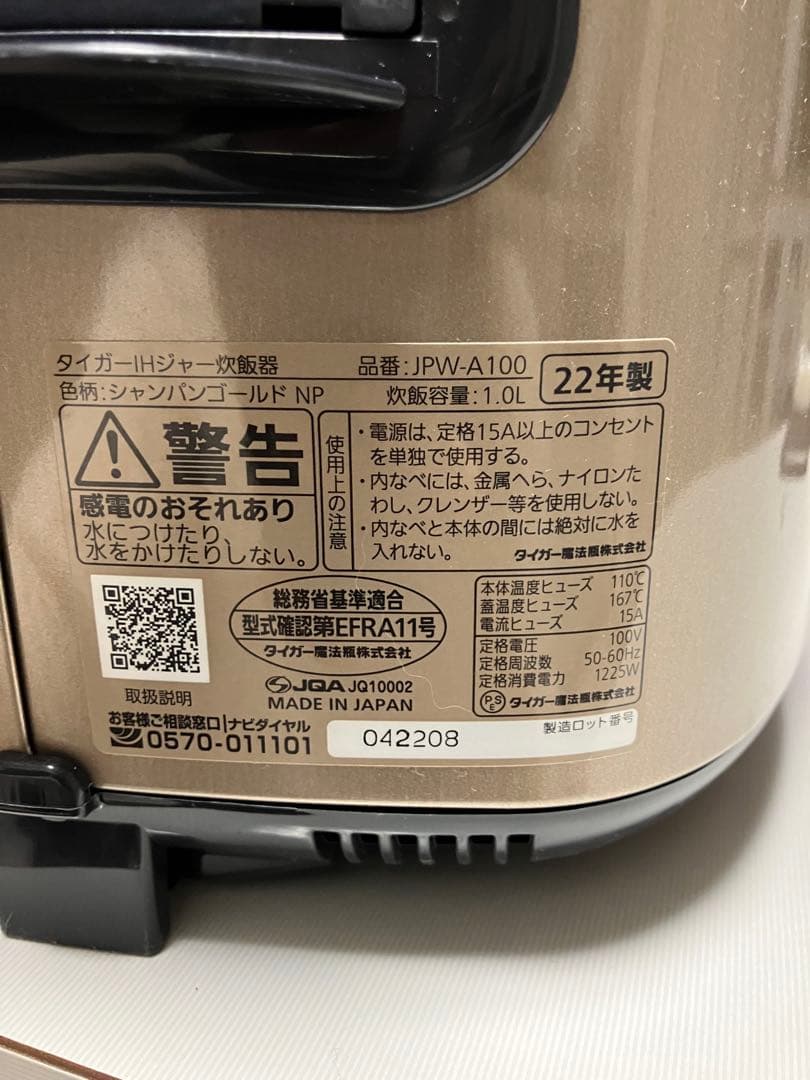 タイガーIHジャー炊飯器 品番:JPW-A100
22年製
色柄:シャンパンゴールド NP 炊飯容量:1.0L
警告
感電のおそれあり
水につけたり、
水をかけたりしない。
使用上の注意
・電源は、定格15A以上のコンセント
を単独で使用する。
・内なべには、金属へら、ナイロンた
わし、クレンザー等を使用しない。
・内なべと本体の間には絶対に水を
入れない。 タイガー魔法瓶株式会社
取扱説明
総務省基準適合
型式確認第EFRA11号
タイガー魔法瓶株式会社
JQA JQ10002
MADE IN JAPAN
本体温度ヒューズ 110℃
蓋温度ヒューズ 167℃
電流ヒューズ 15A
定格電圧 100V
定格周波数 50-60Hz
定格消費電力 1225W
PSE タイガー魔法瓶株式会社
お客様ご相談窓口 ナビダイヤル
0570-011101
042208 製造ロット番号